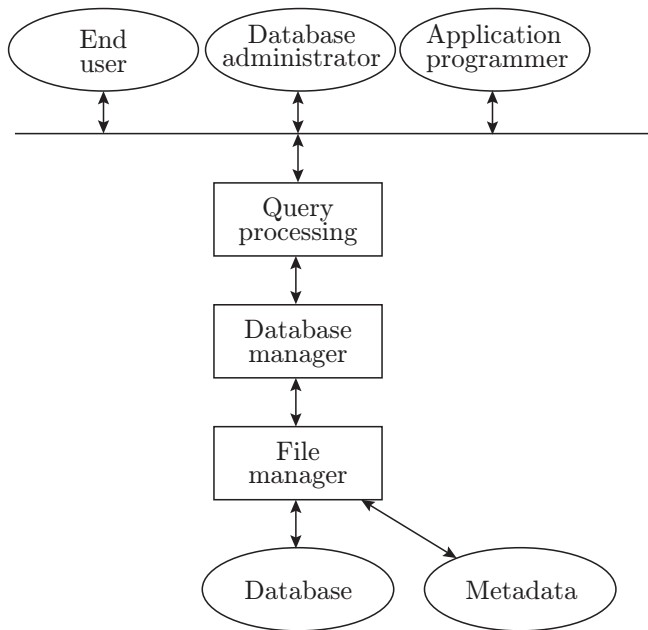 End
user
Database
administrator
Application
programmer
Query
processing
Database
manager
File
manager
Database
Metadata